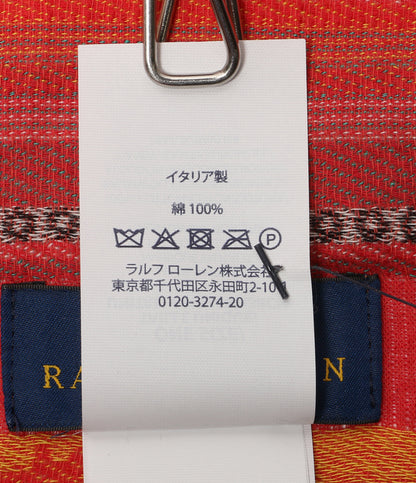 イタリア製
綿 100%
P
ラルフ ローレン株式会社
東京都千代田区永田町2-10-
0120-3274-20
RA N